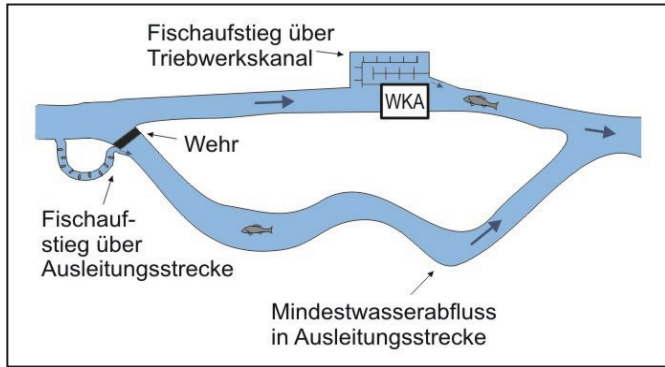 Fischaufstieg über
Triebwerkskanal
WKA
Wehr
Fischauf-
stieg über
Ausleitungsstrecke
Mindestwasserabfluss
in Ausleitungsstrecke